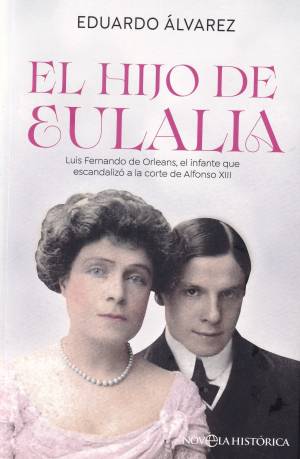 EDUARDO ÁLVAREZ
EL HIJO DE
EULALIA
Luis Fernando de Orleans, el infante que
escandalizó a la corte de Alfonso XIII
NOVELA HISTÓRICA